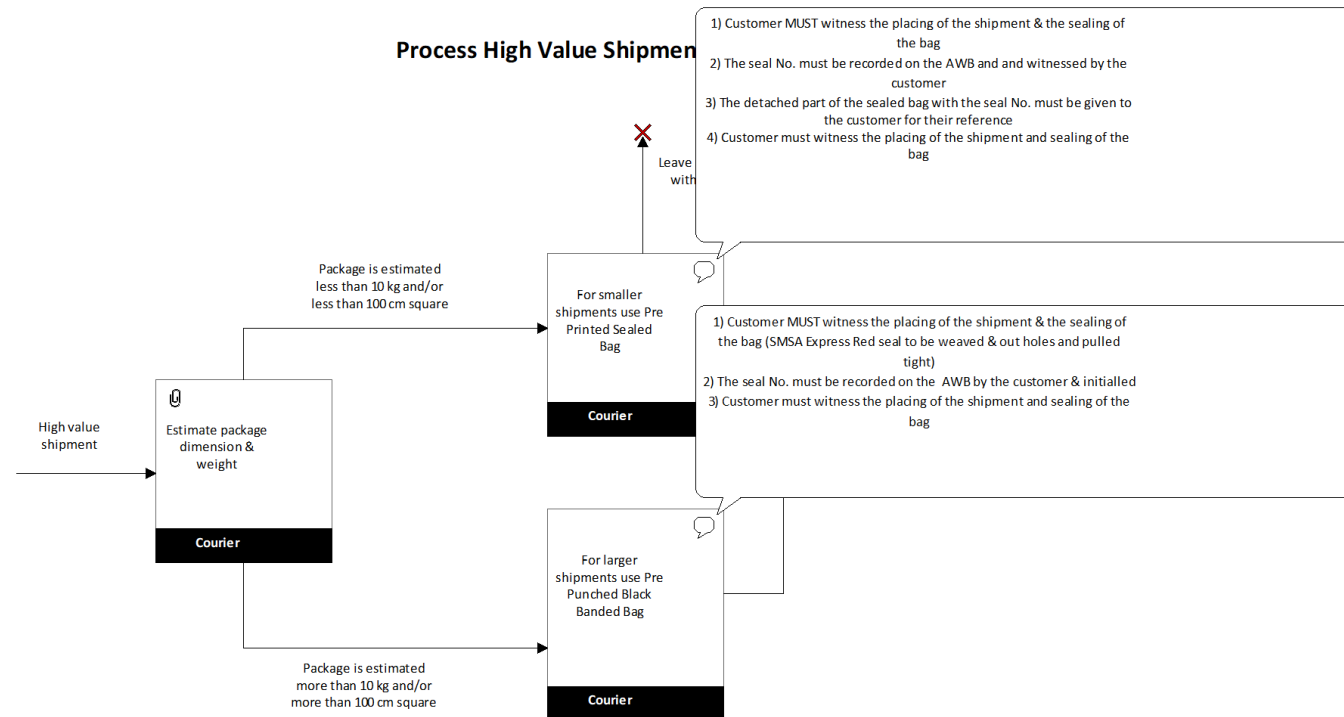 Process High Value Shipmen
1) Customer MUST witness the placing of the shipment & the sealing of
the bag
2) The seal No. must be recorded on the AWB and and witnessed by the
customer
3) The detached part of the sealed bag with the seal No. must be given to
the customer for their reference
4) Customer must witness the placing of the shipment and sealing of the
bag
Leave
with
Package is estimated
less than 10 kg and/or
less than 100 cm square
For smaller
shipments use Pre
Printed Sealed
Bag
Courier
1) Customer MUST witness the placing of the shipment & the sealing of
the bag (SMSA Express Red seal to be weaved & out holes and pulled
tight)
2) The seal No. must be recorded on the AWB by the customer & initialled
3) Customer must witness the placing of the shipment and sealing of the
bag
High value
shipment
Estimate package
dimension &
weight
Courier
For larger
shipments use Pre
Punched Black
Banded Bag
Courier
Package is estimated
more than 10 kg and/or
more than 100 cm square